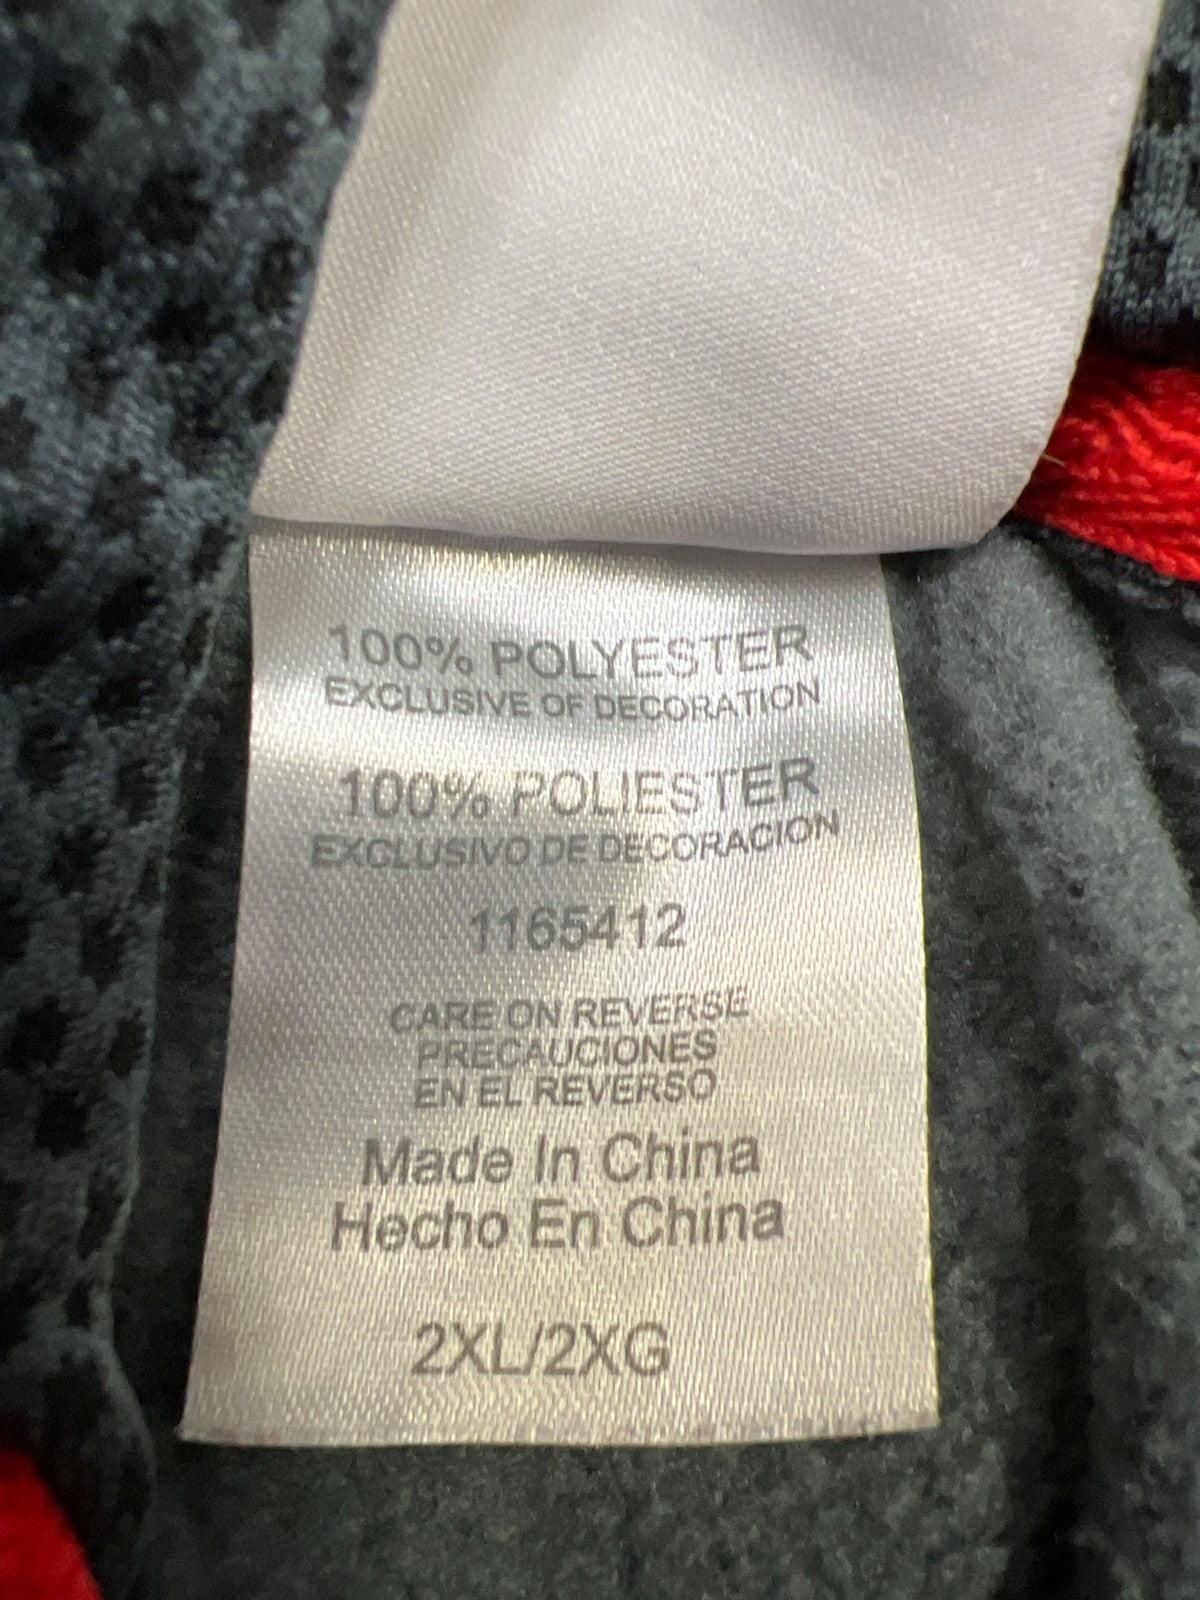 100% POLYESTER
EXCLUSIVE OF DECORATION
100% POLIESTER
EXCLUSIVO DE DECORACION
1165412
CARE ON REVERSE
PRECAUCIONES
EN EL REVERSO
Made In China
Hecho En China
2XL/2XG